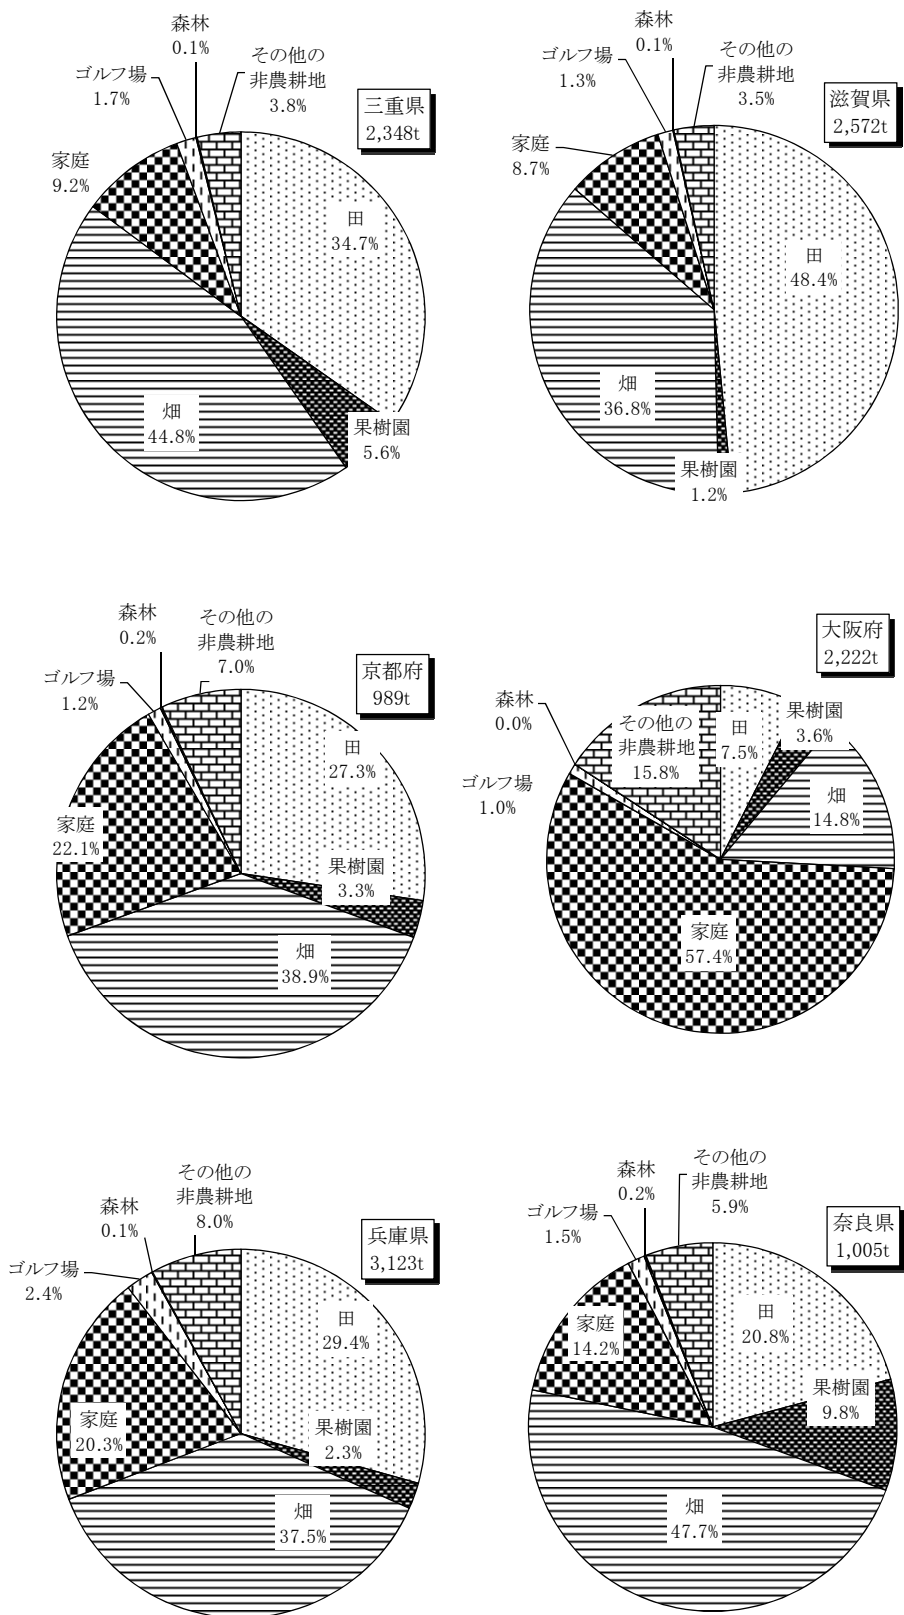 森林
0.1%
ゴルフ場
1.7%
その他の
非農耕地
3.8%
三重県
2,348t
家庭
9.2%
田
34.7%
畑
44.8%
果樹園
5.6%
森林
0.1%
ゴルフ場
1.3%
その他の
非農耕地
3.5%
滋賀県
2,572t
家庭
8.7%
田
48.4%
畑
36.8%
果樹園
1.2%
森林
0.2%
ゴルフ場
1.2%
その他の
非農耕地
7.0%
京都府
989t
田
27.3%
家庭
22.1%
果樹園
3.3%
畑
38.9%
大阪府
2,222t
森林
0.0%
その他の
非農耕地
15.8%
田
7.5%
果樹園
3.6%
ゴルフ場
1.0%
畑
14.8%
家庭
57.4%
森林
0.1%
ゴルフ場
2.4%
その他の
非農耕地
8.0%
兵庫県
3,123t
田
29.4%
家庭
20.3%
果樹園
2.3%
畑
37.5%
森林
0.2%
ゴルフ場
1.5%
その他の
非農耕地
5.9%
奈良県
1,005t
田
20.8%
家庭
14.2%
果樹園
9.8%
畑
47.7%